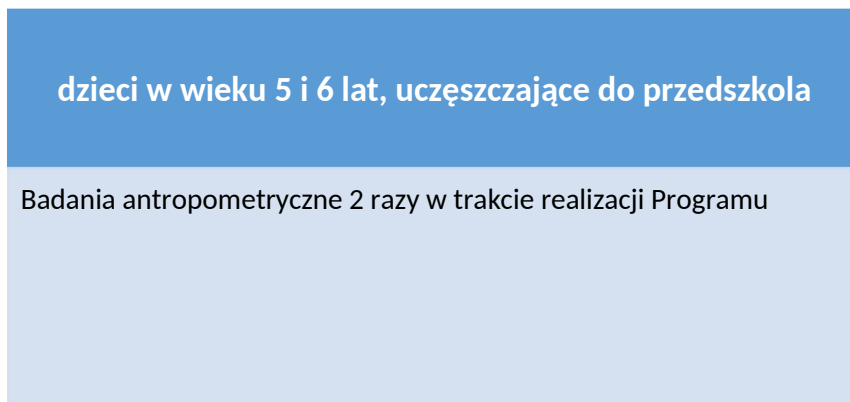 dzieci w wieku 5 i 6 lat, uczęszczające do przedszkola
Badania antropometryczne 2 razy w trakcie realizacji Programu